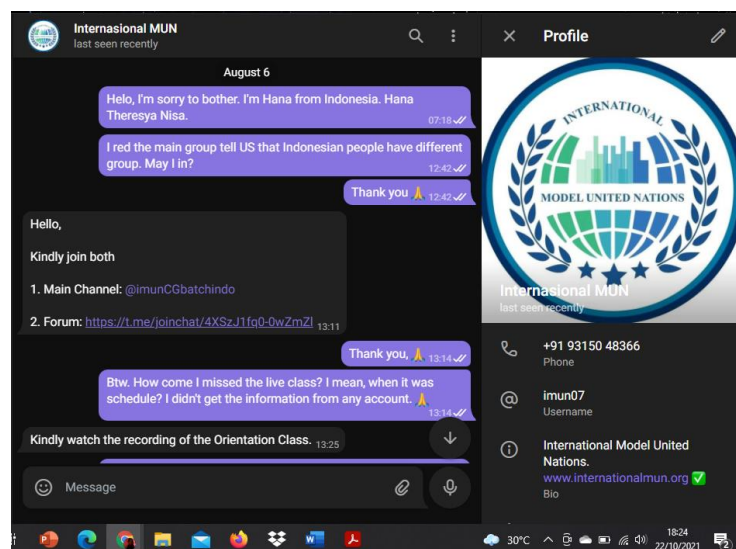 Internasional MUN
last seen recently
August 6
Helo, I'm sorry to bother. I'm Hana from Indonesia. Hana
Theresya Nisa.
07:18
I red the main group tell US that Indonesian people have different
group. May I in?
12:42
Thank you 🙏 12:42
Hello,
Kindly join both
1. Main Channel: @imunCGbatchindo
2. Forum: https://t.me/joinchat/4XSzJ1fq0-0wZmZl 13:11
Thank you, 🙏 13:14
Btw. How come I missed the live class? I mean, when it was
schedule? I didn't get the information from any account. 🙏
13:14
Kindly watch the recording of the Orientation Class. 13:25
Message
Profile
INTERNATIONAL
MODEL UNITED NATIONS
Internasional MUN
last seen recently
+91 93150 48366
Phone
imun07
Username
International Model United
Nations.
www.internationalmun.org ✅
Bio
30°C
18:24
22/10/2021
2